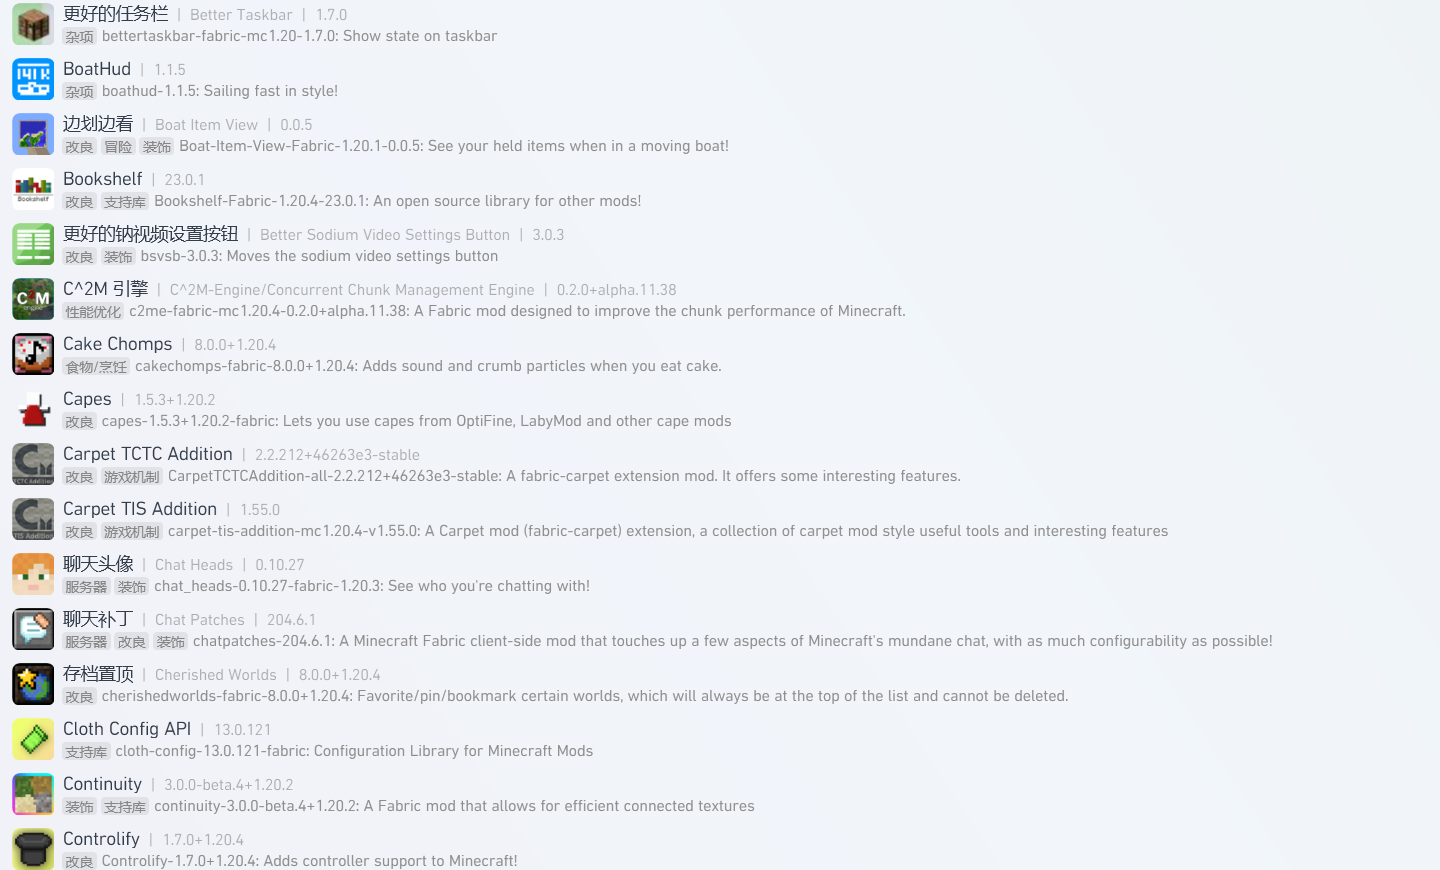 更好的任务栏 | Better Taskbar | 1.7.0
杂项 bettertaskbar-fabric-mc1.20-1.7.0: Show state on taskbar
BoatHud | 1.1.5
杂项 boathud-1.1.5: Sailing fast in style!
边划边看 | Boat Item View | 0.0.5
改良 冒险 装饰 Boat-Item-View-Fabric-1.20.1-0.0.5: See your held items when in a moving boat!
Bookshelf
Bookshelf | 23.0.1
改良 支持库 Bookshelf-Fabric-1.20.4-23.0.1: An open source library for other mods!
更好的钠视频设置按钮 | Better Sodium Video Settings Button | 3.0.3
改良 装饰 bsvsb-3.0.3: Moves the sodium video settings button
C^2M 引擎 | C^2M-Engine/Concurrent Chunk Management Engine | 0.2.0+alpha.11.38
性能优化 c2me-fabric-mc1.20.4-0.2.0+alpha.11.38: A Fabric mod designed to improve the chunk performance of Minecraft.
Cake Chomps | 8.0.0+1.20.4
食物/烹饪 cakechomps-fabric-8.0.0+1.20.4: Adds sound and crumb particles when you eat cake.
Capes | 1.5.3+1.20.2
改良 capes-1.5.3+1.20.2-fabric: Lets you use capes from OptiFine, LabyMod and other cape mods
TCTC Addition
Carpet TCTC Addition | 2.2.212+46263e3-stable
改良 游戏机制 CarpetTCTCAddition-all-2.2.212+46263e3-stable: A fabric-carpet extension mod. It offers some interesting features.
TIS Addition
Carpet TIS Addition | 1.55.0
改良 游戏机制 carpet-tis-addition-mc1.20.4-v1.55.0: A Carpet mod (fabric-carpet) extension, a collection of carpet mod style useful tools and interesting features
聊天头像 | Chat Heads | 0.10.27
服务器 装饰 chat_heads-0.10.27-fabric-1.20.3: See who you're chatting with!
聊天补丁 | Chat Patches | 204.6.1
服务器 改良 装饰 chatpatches-204.6.1: A Minecraft Fabric client-side mod that touches up a few aspects of Minecraft's mundane chat, with as much configurability as possible!
存档置顶 | Cherished Worlds | 8.0.0+1.20.4
改良 cherishedworlds-fabric-8.0.0+1.20.4: Favorite/pin/bookmark certain worlds, which will always be at the top of the list and cannot be deleted.
Cloth Config API | 13.0.121
支持库 cloth-config-13.0.121-fabric: Configuration Library for Minecraft Mods
Continuity | 3.0.0-beta.4+1.20.2
装饰 支持库 continuity-3.0.0-beta.4+1.20.2: A Fabric mod that allows for efficient connected textures
Controlify | 1.7.0+1.20.4
改良 Controlify-1.7.0+1.20.4: Adds controller support to Minecraft!